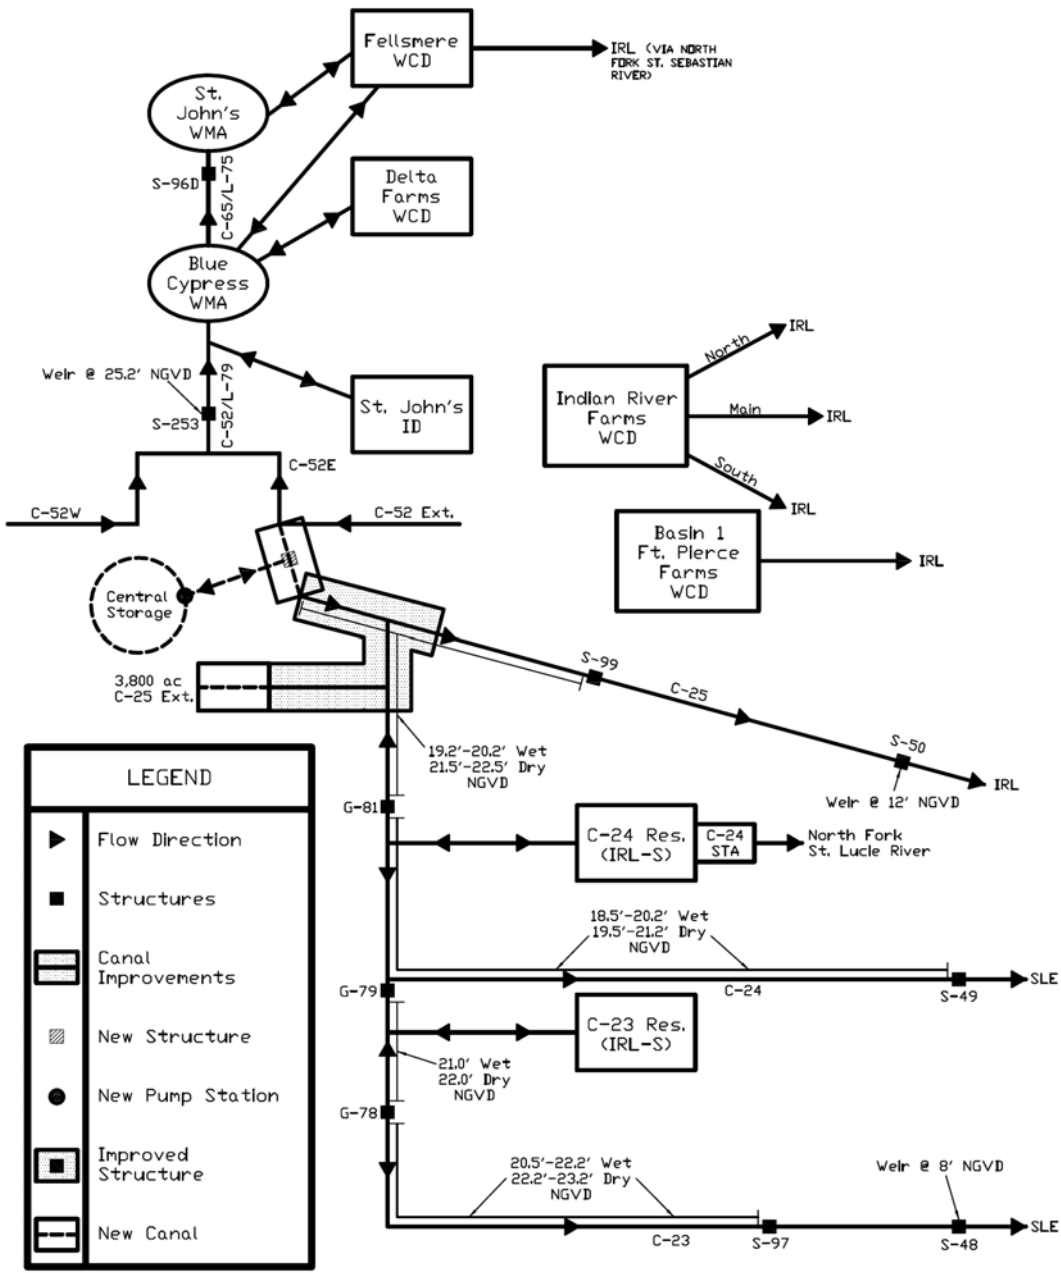 Fellsmere
WCD
IRL (VIA NORTH
FORK ST. SEBASTIAN
RIVER)
St.
John's
WMA
S-96D
C-65/L-75
Delta
Farms
WCD
Blue
Cypress
WMA
Weir @ 25.2' NGVD
S-253
C-52/L-79
St. John's
ID
C-52E
C-52W
C-52 Ext.
North
IRL
Indian River
Farms
WCD
Main
IRL
South
IRL
Basin 1
Ft. Pierce
Farms
WCD
IRL
Central
Storage
3,800 ac
C-25 Ext.
S-99
C-25
S-50
IRL
Weir @ 12' NGVD
19.2'-20.2' Wet
21.5'-22.5' Dry
NGVD
G-81
C-24 Res.
(IRL-S)
C-24
STA
North Fork
St. Lucie River
18.5'-20.2' Wet
19.5'-21.2' Dry
NGVD
G-79
C-24
S-49
SLE
C-23 Res.
(IRL-S)
21.0' Wet
22.0' Dry
NGVD
G-78
20.5'-22.2' Wet
22.2'-23.2' Dry
NGVD
Weir @ 8' NGVD
C-23
S-97
S-48
SLE
LEGEND
Flow Direction
Structures
Canal
Improvements
New Structure
New Pump Station
Improved
Structure
New Canal